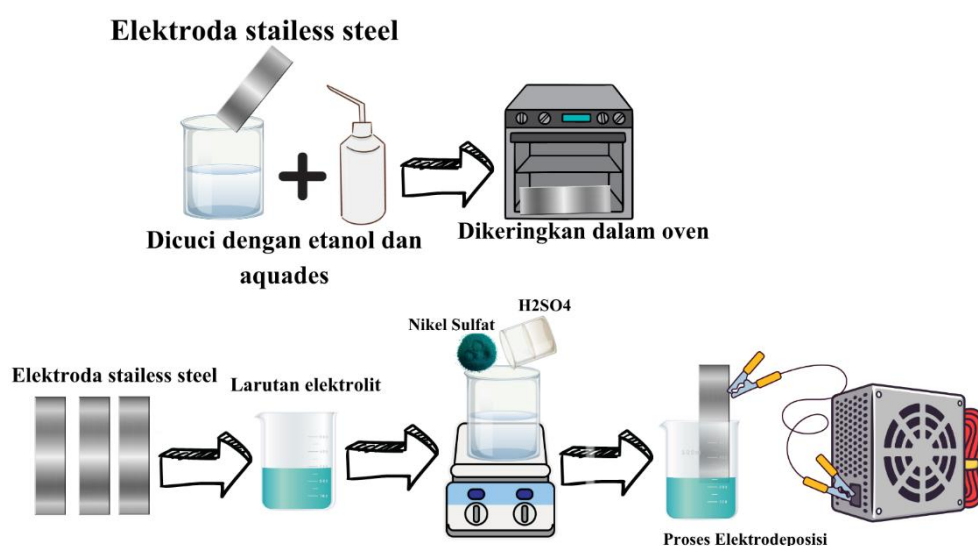 Elektroda stailess steel
Dicuci dengan etanol dan
aquades
Dikeringkan dalam oven
Elektroda stailess steel
Larutan elektrolit
Nikel Sulfat
H2SO4
Proses Elektrodeposisi